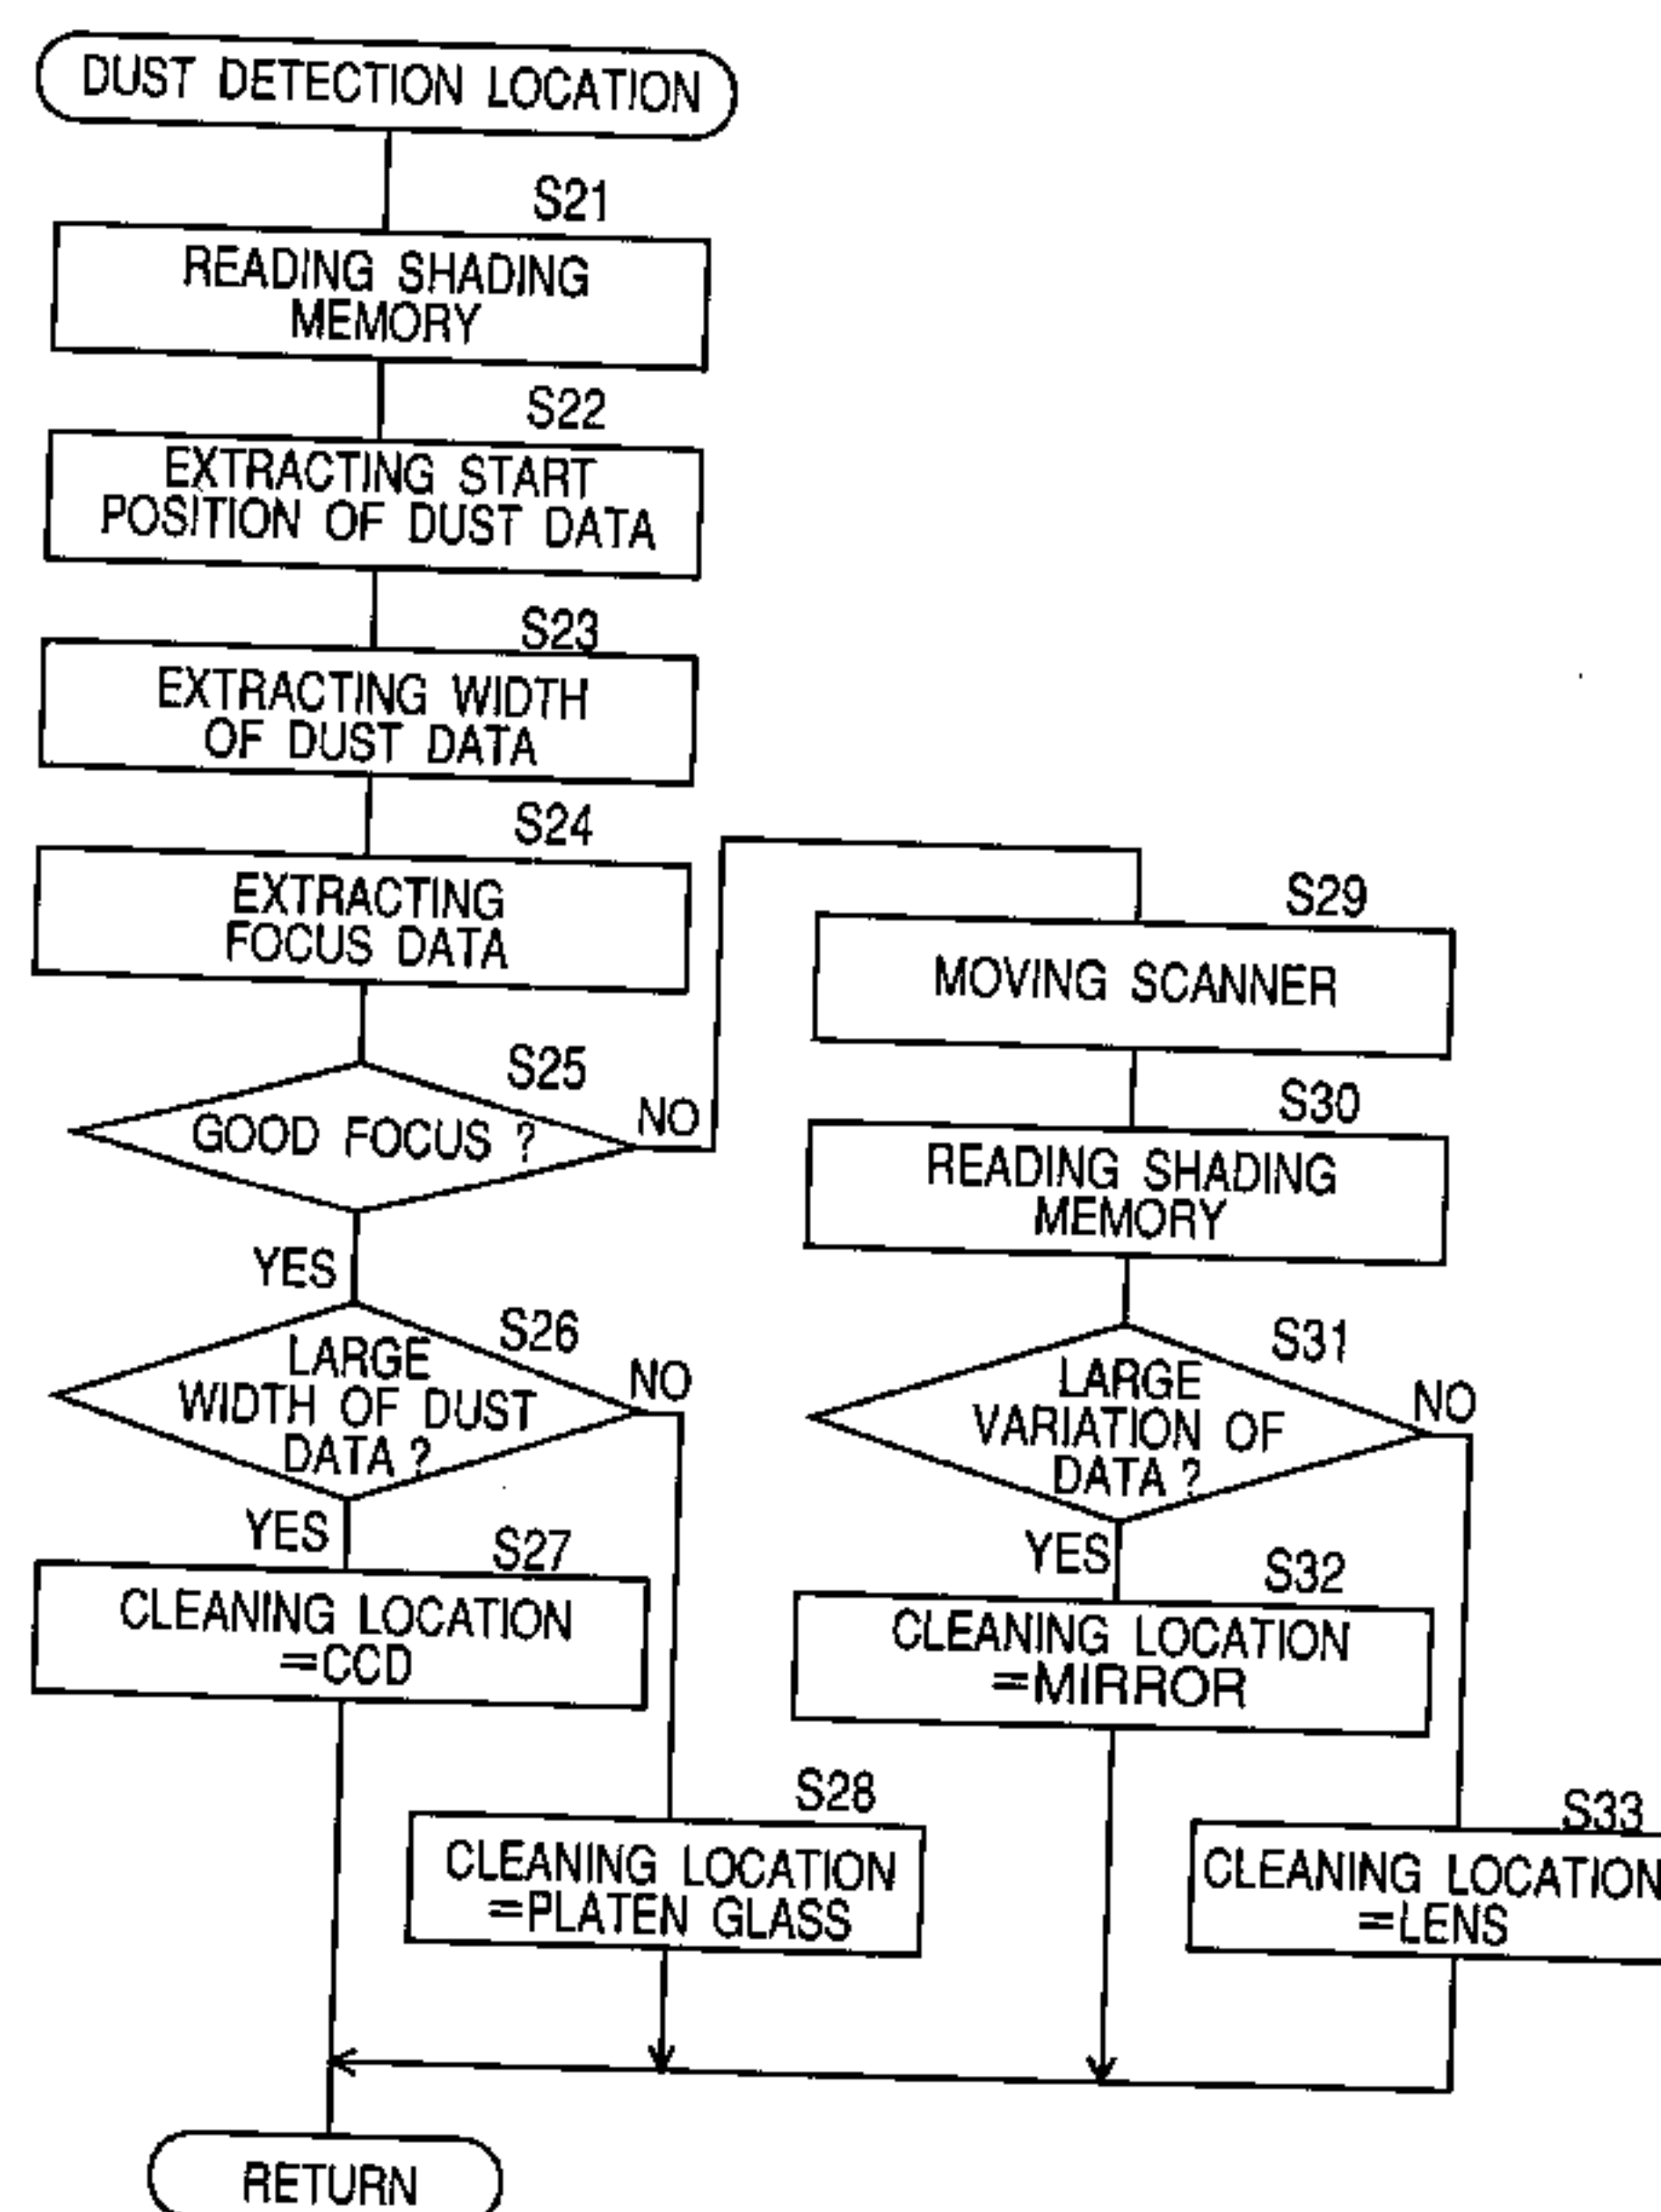 DUST DETECTION LOCATION
S21
READING SHADING
MEMORY
S22
EXTRACTING START
POSITION OF DUST DATA
S23
EXTRACTING WIDTH
OF DUST DATA
S24
EXTRACTING
FOCUS DATA
S25
GOOD FOCUS ?
NO
YES
S26
LARGE
WIDTH OF DUST
DATA ?
NO
YES
S27
CLEANING LOCATION
=CCD
S28
CLEANING LOCATION
=PLATEN GLASS
S29
MOVING SCANNER
S30
READING SHADING
MEMORY
S31
LARGE
VARIATION OF
DATA ?
NO
YES
S32
CLEANING LOCATION
=MIRROR
S33
CLEANING LOCATION
=LENS
RETURN